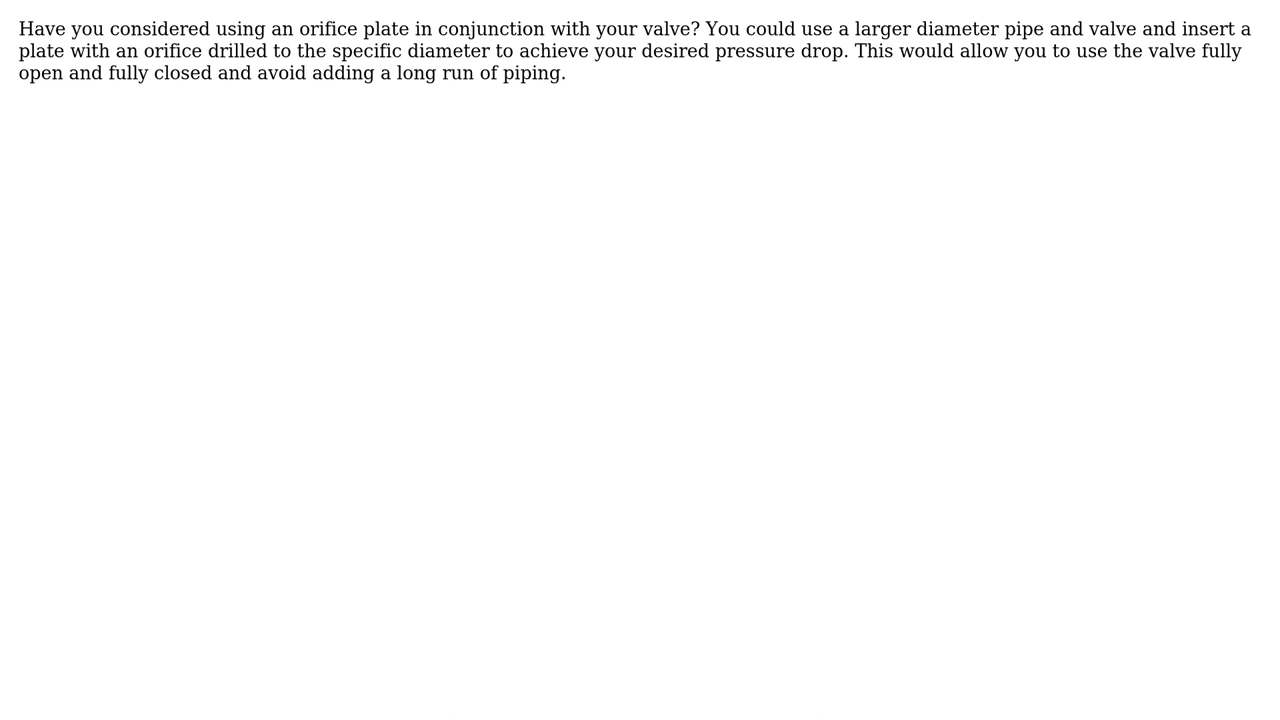 Have you considered using an orifice plate in conjunction with your valve? You could use a larger diameter pipe and valve and insert a
plate with an orifice drilled to the specific diameter to achieve your desired pressure drop. This would allow you to use the valve fully
open and fully closed and avoid adding a long run of piping.